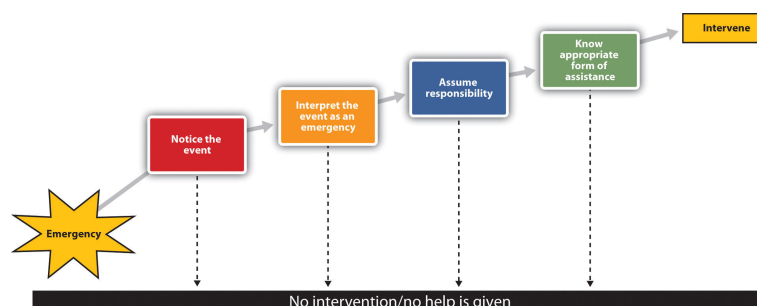 Intervene
Know
appropriate
form of
assistance
Assume
responsibility
Interpret the
event as an
emergency
Notice the
event
Emergency
No intervention/no help is given